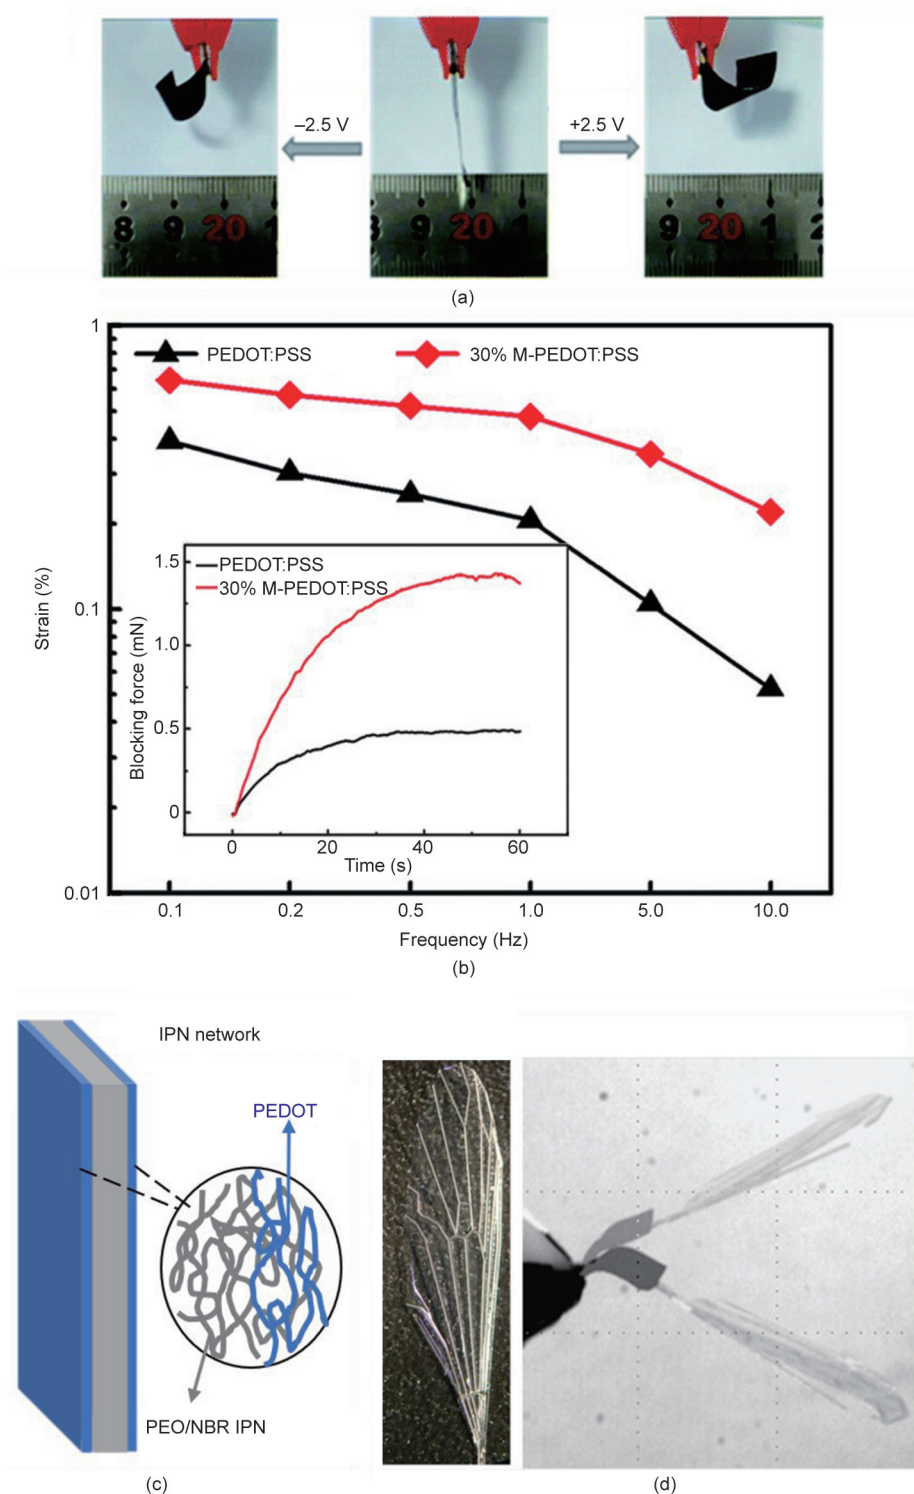 –2.5 V
+2.5 V
8 9 20 1
8 9 20 1
9 20 1 2
(a)
1
PEDOT:PSS
30% M-PEDOT:PSS
Strain (%)
0.1
0.01
1.5
1.0
0.5
0
PEDOT:PSS
30% M-PEDOT:PSS
Blocking force (mN)
0 20 40 60
Time (s)
0.1 0.2 0.5 1.0 5.0 10.0
Frequency (Hz)
(b)
IPN network
PEDOT
PEO/NBR IPN
(c)
(d)